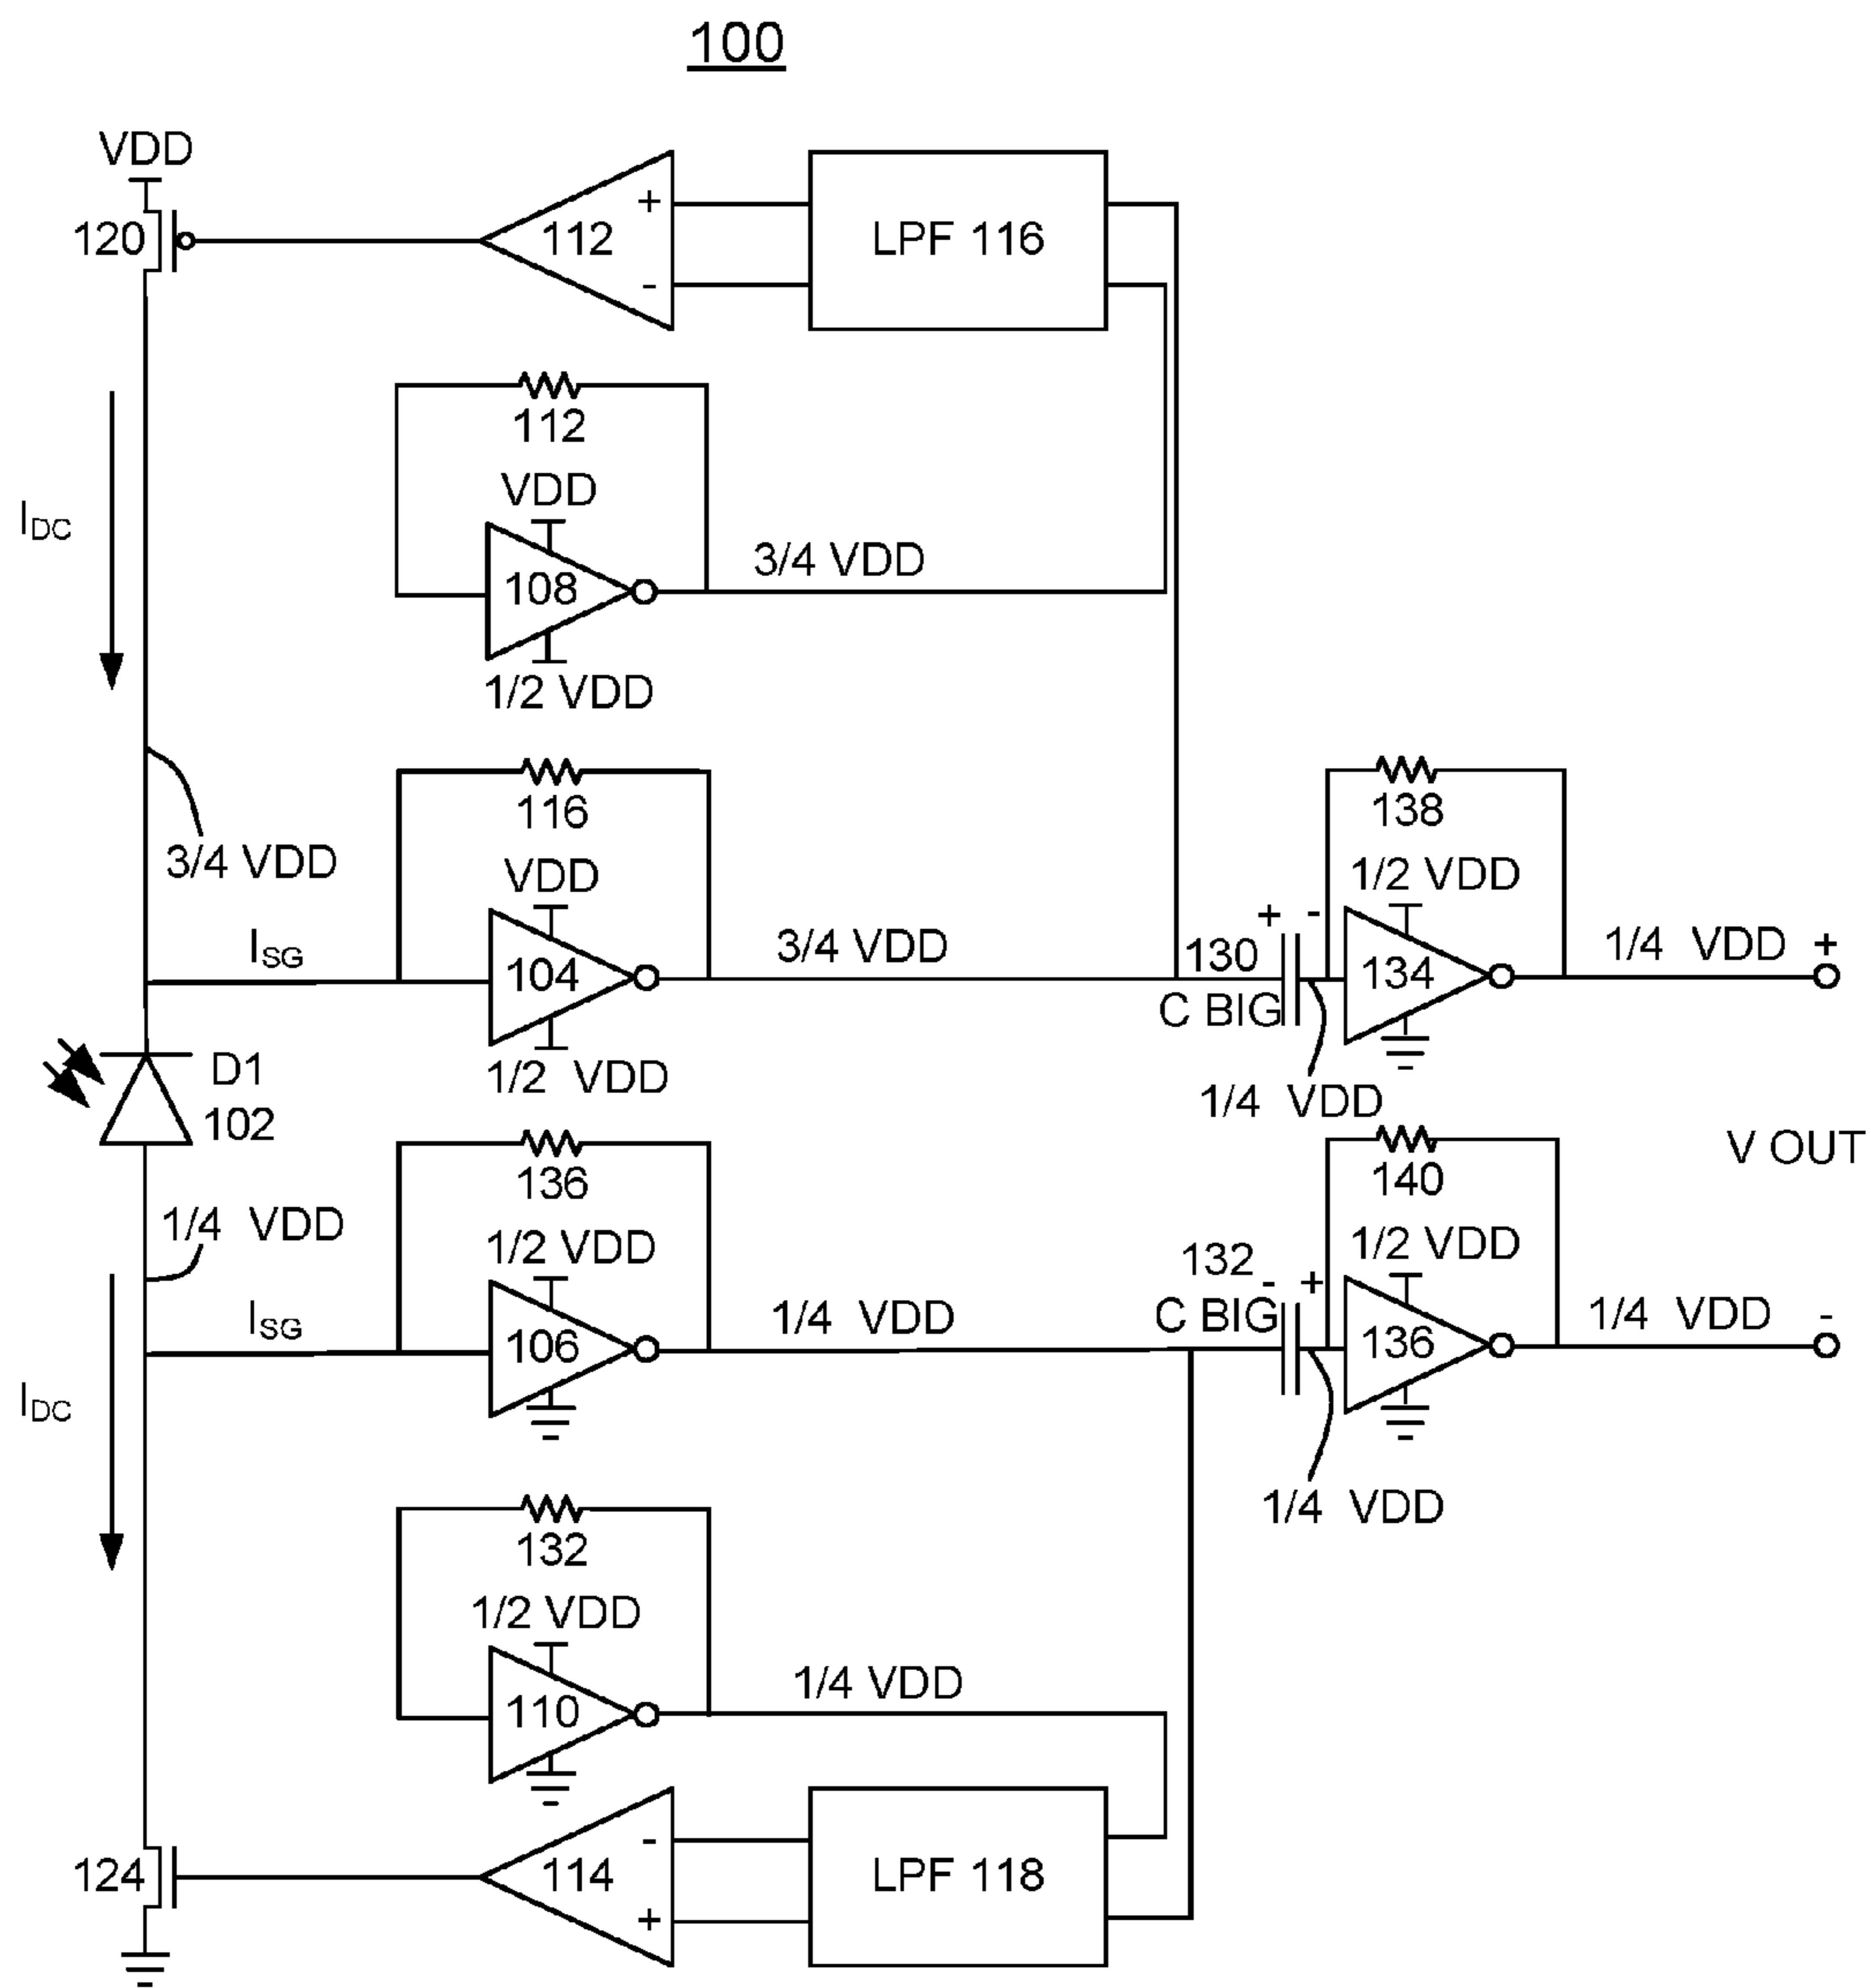 100
VDD
120
112
+
-
LPF 116
112
VDD
108
1/2 VDD
3/4 VDD
IDC
3/4 VDD
116
VDD
ISG
104
1/2 VDD
3/4 VDD
130
C BIG
+ -
138
1/2 VDD
134
1/4 VDD
1/4 VDD +
D1
102
136
1/2 VDD
1/4 VDD
ISG
106
1/4 VDD
132
C BIG
- +
140
1/2 VDD
136
1/4 VDD
1/4 VDD -
V OUT
IDC
132
1/2 VDD
110
1/4 VDD
124
114
-
+
LPF 118